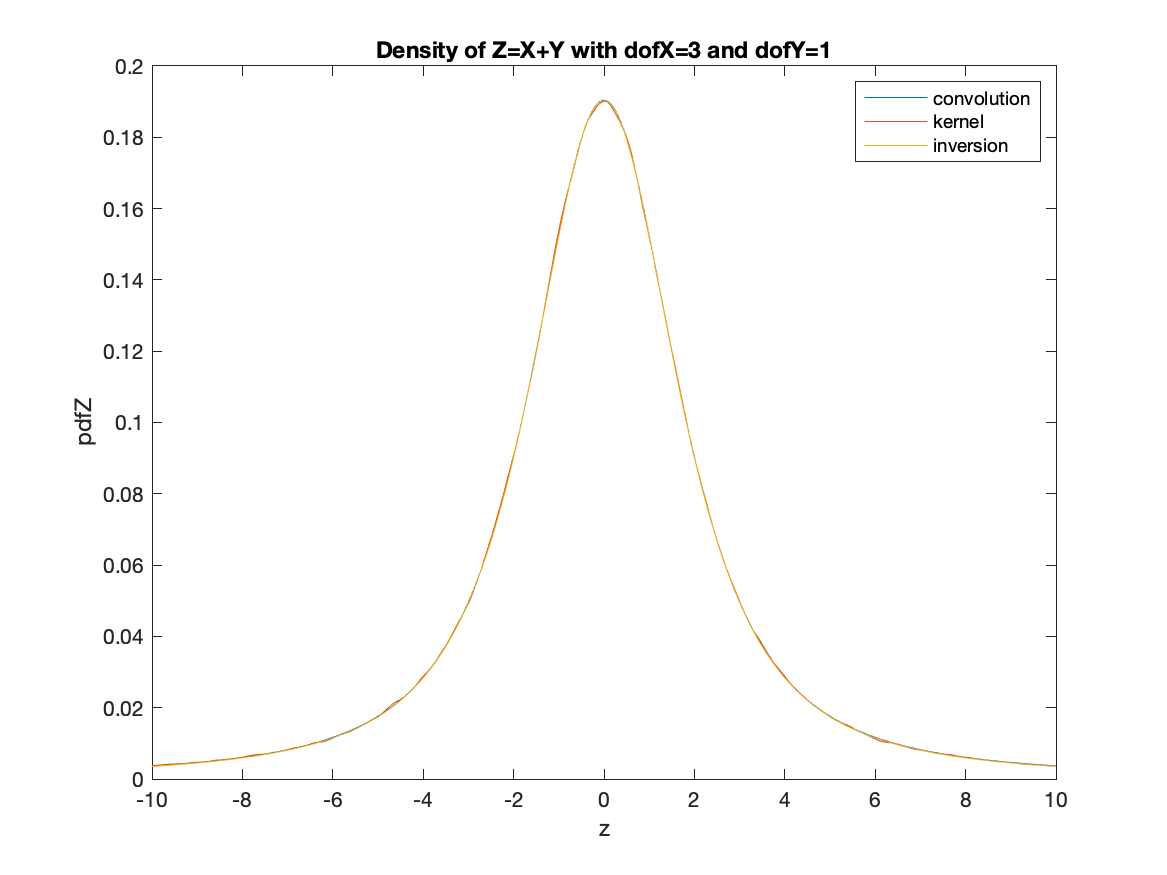 Density of Z=X+Y with dofX=3 and dofY=1
convolution
kernel
inversion
0.2
0.18
0.16
0.14
0.12
0.1
0.08
0.06
0.04
0.02
0
pdfZ
-10 -8 -6 -4 -2 0 2 4 6 8 10
z